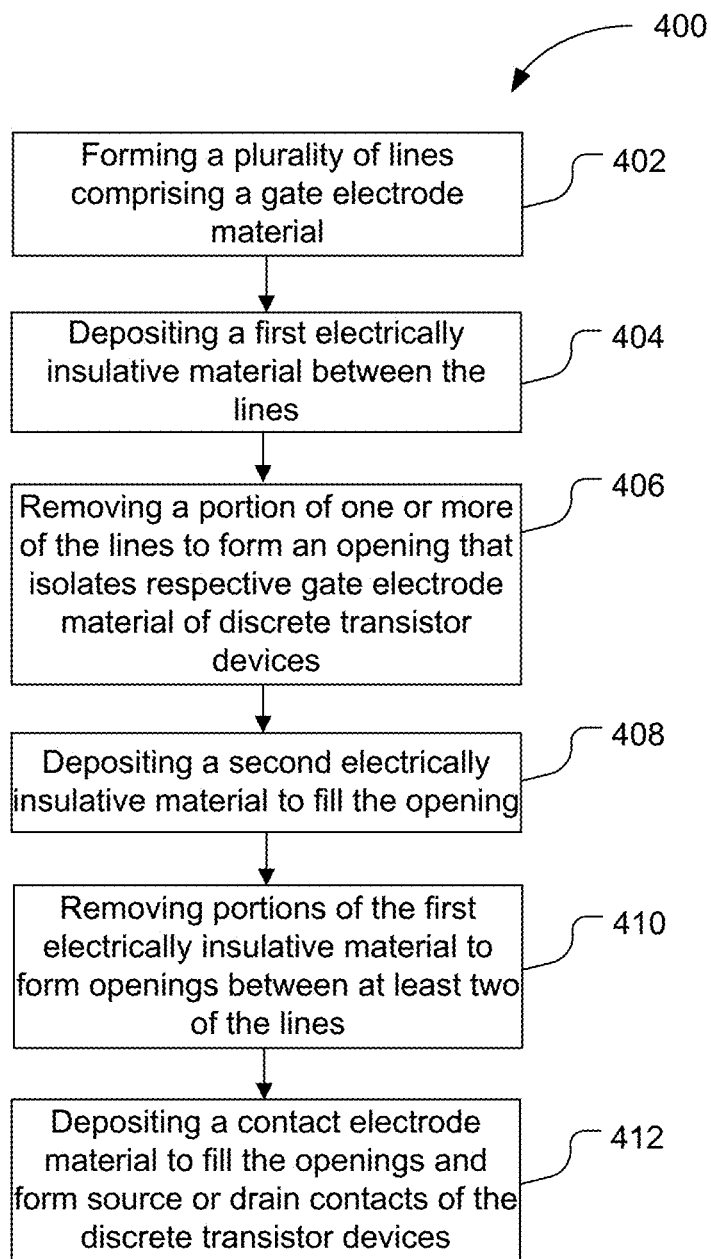 400
Forming a plurality of lines
comprising a gate electrode
material
402
Depositing a first electrically
insulative material between the
lines
404
Removing a portion of one or more
of the lines to form an opening that
isolates respective gate electrode
material of discrete transistor
devices
406
Depositing a second electrically
insulative material to fill the opening
408
Removing portions of the first
electrically insulative material to
form openings between at least two
of the lines
410
Depositing a contact electrode
material to fill the openings and
form source or drain contacts of the
discrete transistor devices
412